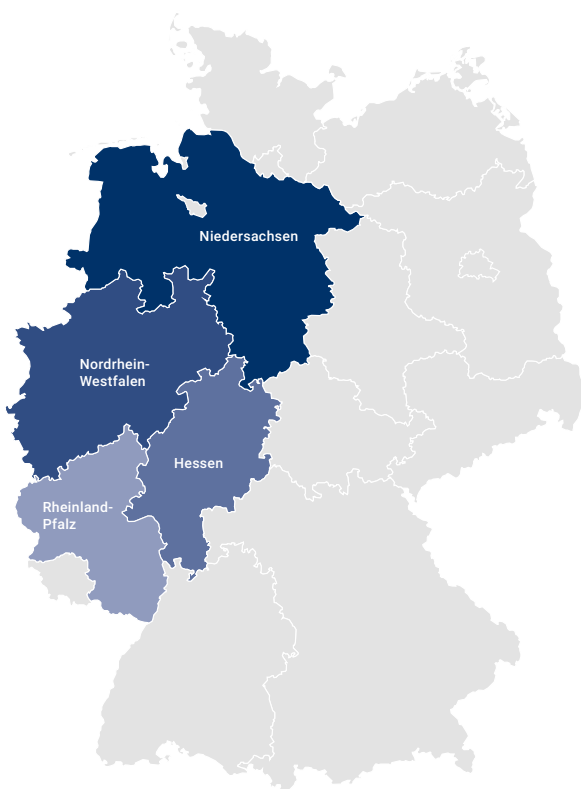 Niedersachsen
Nordrhein-
Westfalen
Hessen
Rheinland-
Pfalz